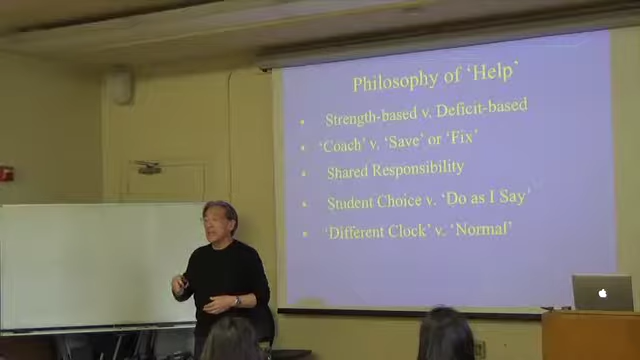 Philosophy of 'Help'
• Strength-based v. Deficit-based
• 'Coach' v. 'Save' or 'Fix'
• Shared Responsibility
• Student Choice v. 'Do as I Say'
• 'Different Clock' v. 'Normal'